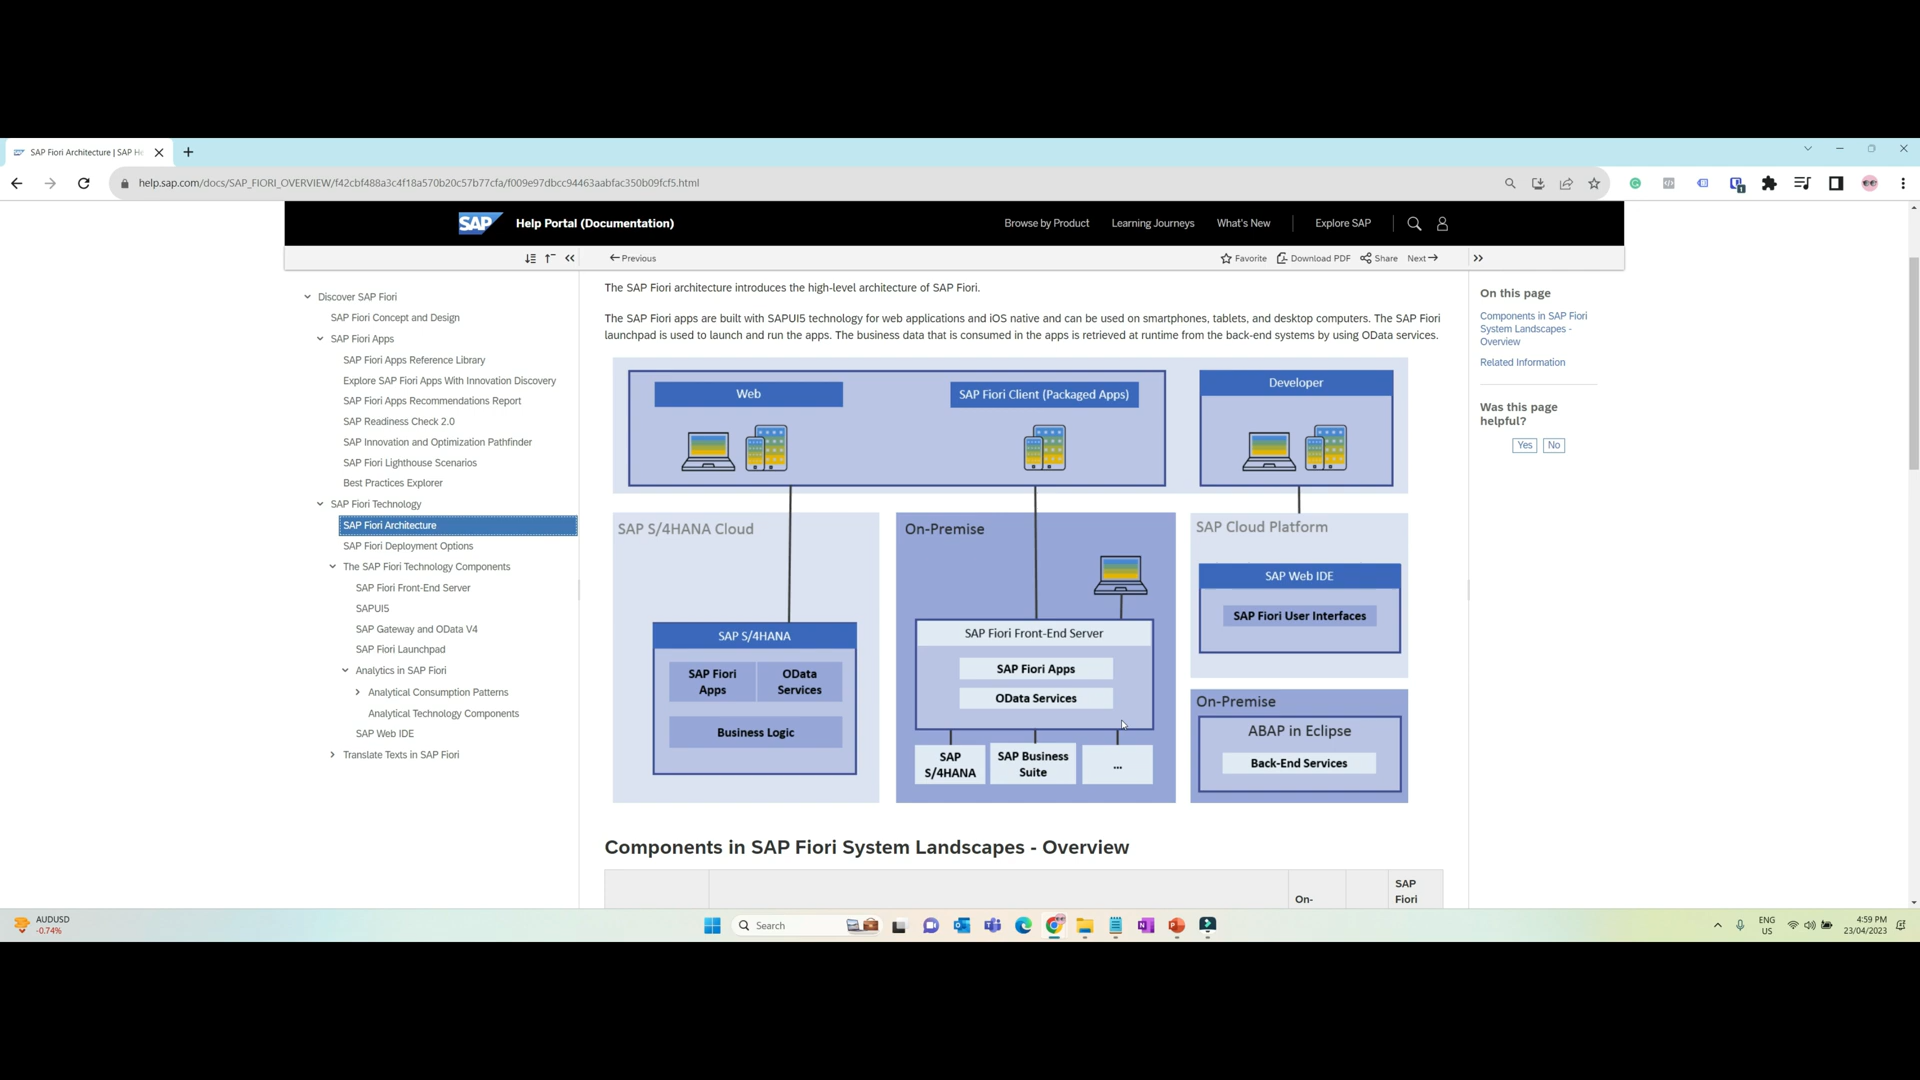 SAP Fiori Architecture | SAP He
help.sap.com/docs/SAP_FIORI_OVERVIEW/f42cbf488a3c4f18a570b20c57b77cfa/f009e97dbcc94463aabfac350b09fcf5.html
SAP Help Portal (Documentation)
Browse by Product Learning Journeys What's New Explore SAP
Previous
Favorite Download PDF Share Next
Discover SAP Fiori
SAP Fiori Concept and Design
SAP Fiori Apps
SAP Fiori Apps Reference Library
Explore SAP Fiori Apps With Innovation Discovery
SAP Fiori Apps Recommendations Report
SAP Readiness Check 2.0
SAP Innovation and Optimization Pathfinder
SAP Fiori Lighthouse Scenarios
Best Practices Explorer
SAP Fiori Technology
SAP Fiori Architecture
SAP Fiori Deployment Options
The SAP Fiori Technology Components
SAP Fiori Front-End Server
SAPUI5
SAP Gateway and OData V4
SAP Fiori Launchpad
Analytics in SAP Fiori
Analytical Consumption Patterns
Analytical Technology Components
SAP Web IDE
Translate Texts in SAP Fiori
The SAP Fiori architecture introduces the high-level architecture of SAP Fiori.
The SAP Fiori apps are built with SAPUI5 technology for web applications and iOS native and can be used on smartphones, tablets, and desktop computers. The SAP Fiori
launchpad is used to launch and run the apps. The business data that is consumed in the apps is retrieved at runtime from the back-end systems by using OData services.
Web
SAP Fiori Client (Packaged Apps)
Developer
SAP S/4HANA Cloud
SAP S/4HANA
SAP Fiori
Apps
OData
Services
Business Logic
On-Premise
SAP Fiori Front-End Server
SAP Fiori Apps
OData Services
SAP
S/4HANA
SAP Business
Suite
...
SAP Cloud Platform
SAP Web IDE
SAP Fiori User Interfaces
On-Premise
ABAP in Eclipse
Back-End Services
Components in SAP Fiori System Landscapes - Overview
On-
SAP
Fiori
On this page
Components in SAP Fiori
System Landscapes -
Overview
Related Information
Was this page
helpful?
Yes No
AUDUSD
-0.74%
Search
ENG
US
4:59 PM
23/04/2023